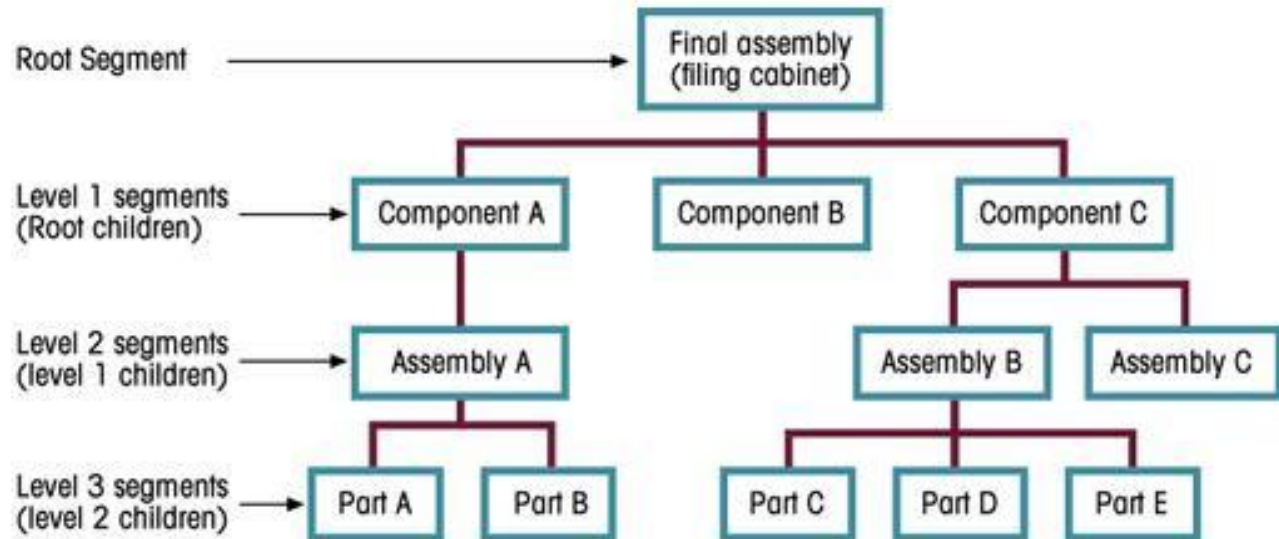 Root Segment
Final assembly
(filing cabinet)
Level 1 segments
(Root children)
Component A
Component B
Component C
Level 2 segments
(level 1 children)
Assembly A
Assembly B
Assembly C
Level 3 segments
(level 2 children)
Part A
Part B
Part C
Part D
Part E